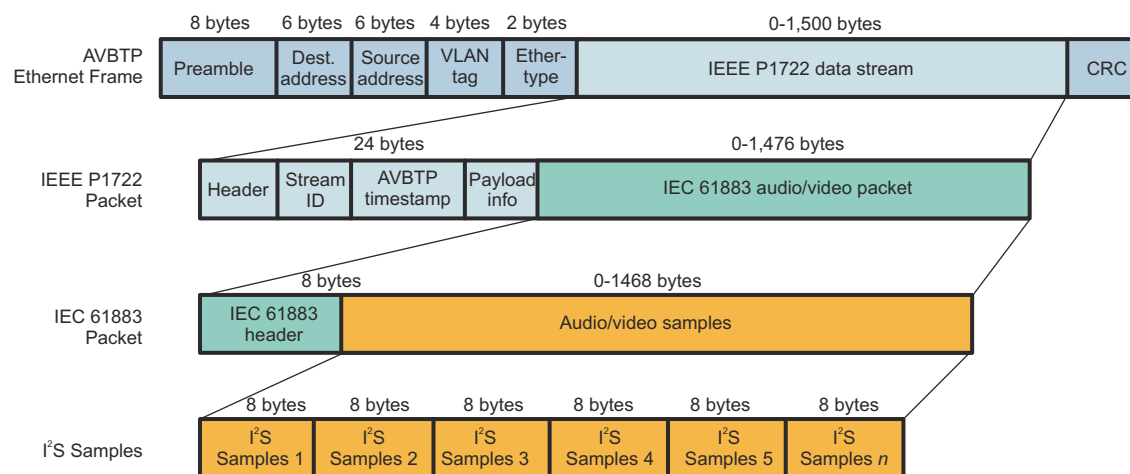 8 bytes 6 bytes 6 bytes 4 bytes 2 bytes 0-1,500 bytes
AVBTP
Ethernet Frame
Preamble
Dest.
address
Source
address
VLAN
tag
Ether-
type
IEEE P1722 data stream
CRC
24 bytes 0-1,476 bytes
IEEE P1722
Packet
Header
Stream
ID
AVBTP
timestamp
Payload
info
IEC 61883 audio/video packet
8 bytes 0-1468 bytes
IEC 61883
Packet
IEC 61883
header
Audio/video samples
8 bytes 8 bytes 8 bytes 8 bytes 8 bytes 8 bytes
I²S Samples
I²S
Samples 1
I²S
Samples 2
I²S
Samples 3
I²S
Samples 4
I²S
Samples 5
I²S
Samples n